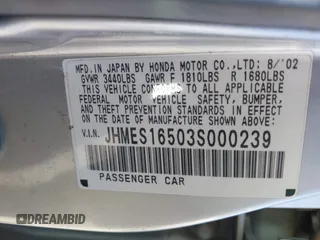 MFD. IN JAPAN BY HONDA MOTOR CO.,LTD: 8/'02
GVWR 3440LBS GAWR F 1810LBS R 1680LBS
THIS VEHICLE CONFORMS TO ALL APPLICABLE
FEDERAL MOTOR VEHICLE SAFETY, BUMPER,
AND THEFT PREVENTION STANDARDS IN
EFFECT ON THE DATE OF MANUFACTURE
SHOWN ABOVE.
V.I.N. JHMES16503S000239
PASSENGER CAR
DREAMBID